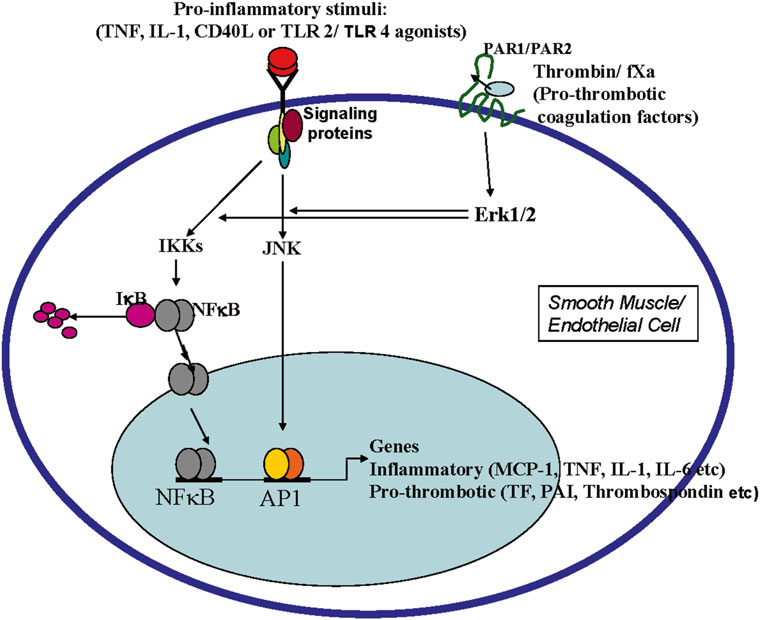 Pro-inflammatory stimuli:
(TNF, IL-1, CD40L or TLR 2/ TLR 4 agonists)
PAR1/PAR2
Thrombin/ fXa
(Pro-thrombotic
coagulation factors)
Signaling
proteins
Erk1/2
IKKs
JNK
IκB
NFκB
Smooth Muscle/
Endothelial Cell
Genes
Inflammatory (MCP-1, TNF, IL-1, IL-6 etc)
Pro-thrombotic (TF, PAI, Thrombospondin etc)
NFκB
AP1